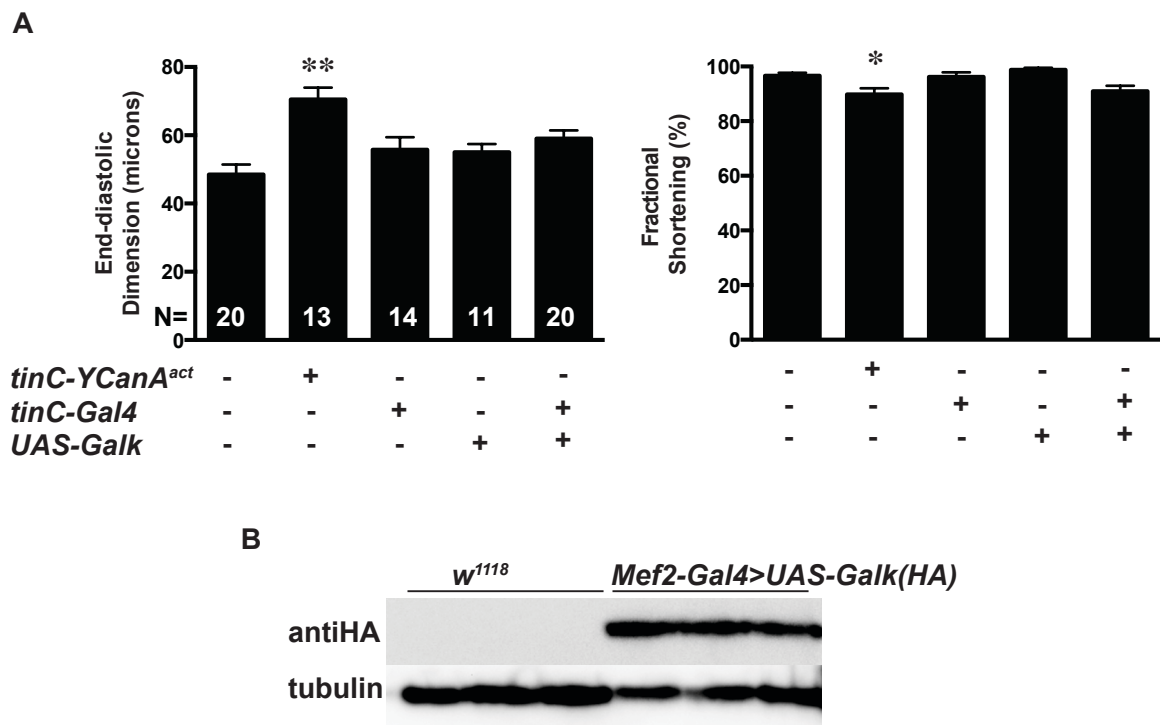 A
End-diastolic
Dimension (microns)
80
60
40
20
0
**
N= 20 13 14 11 20
tinC-YCanA^act - + - - -
tinC-Gal4 - - + - +
UAS-Galk - - - + +
Fractional
Shortening (%)
100
80
60
40
20
0
*
- + - - -
- - + - +
- - - + +
B
w^1118 Mef2-Gal4>UAS-Galk(HA)
antiHA
tubulin